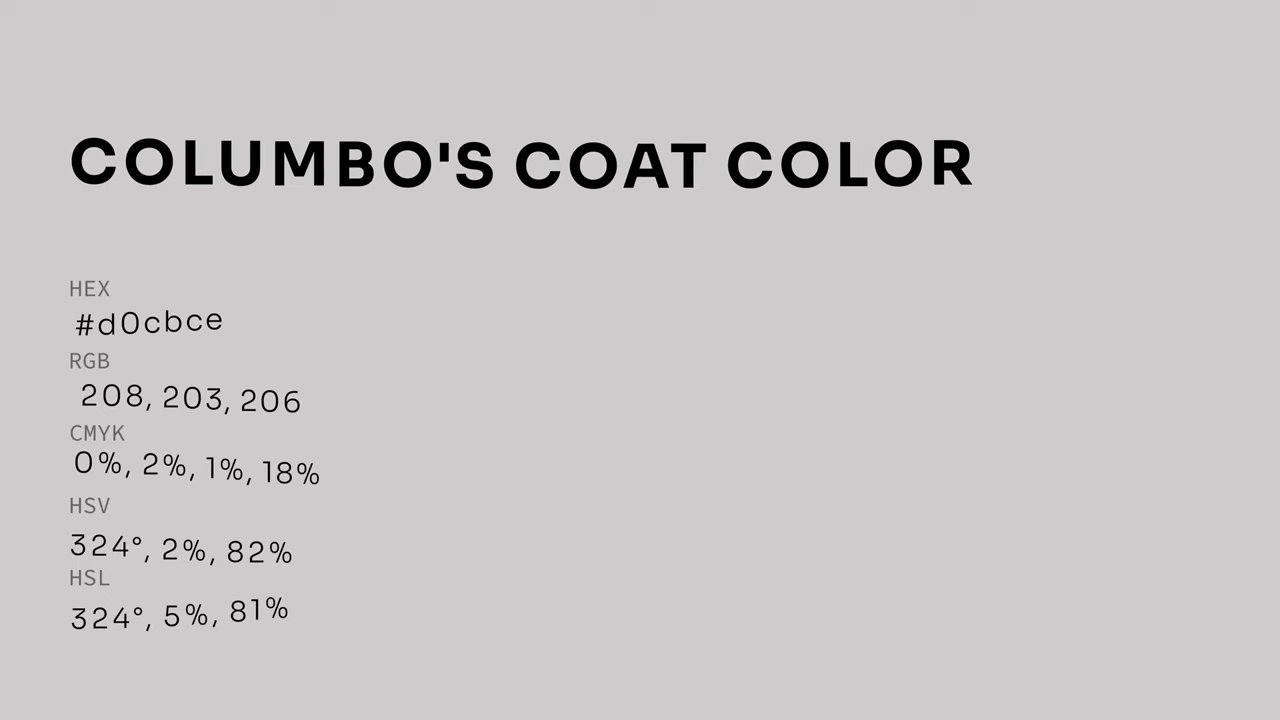 COLUMBO'S COAT COLOR
HEX
#d0cbce
RGB
208, 203, 206
CMYK
0%, 2%, 1%, 18%
HSV
324°, 2%, 82%
HSL
324°, 5%, 81%